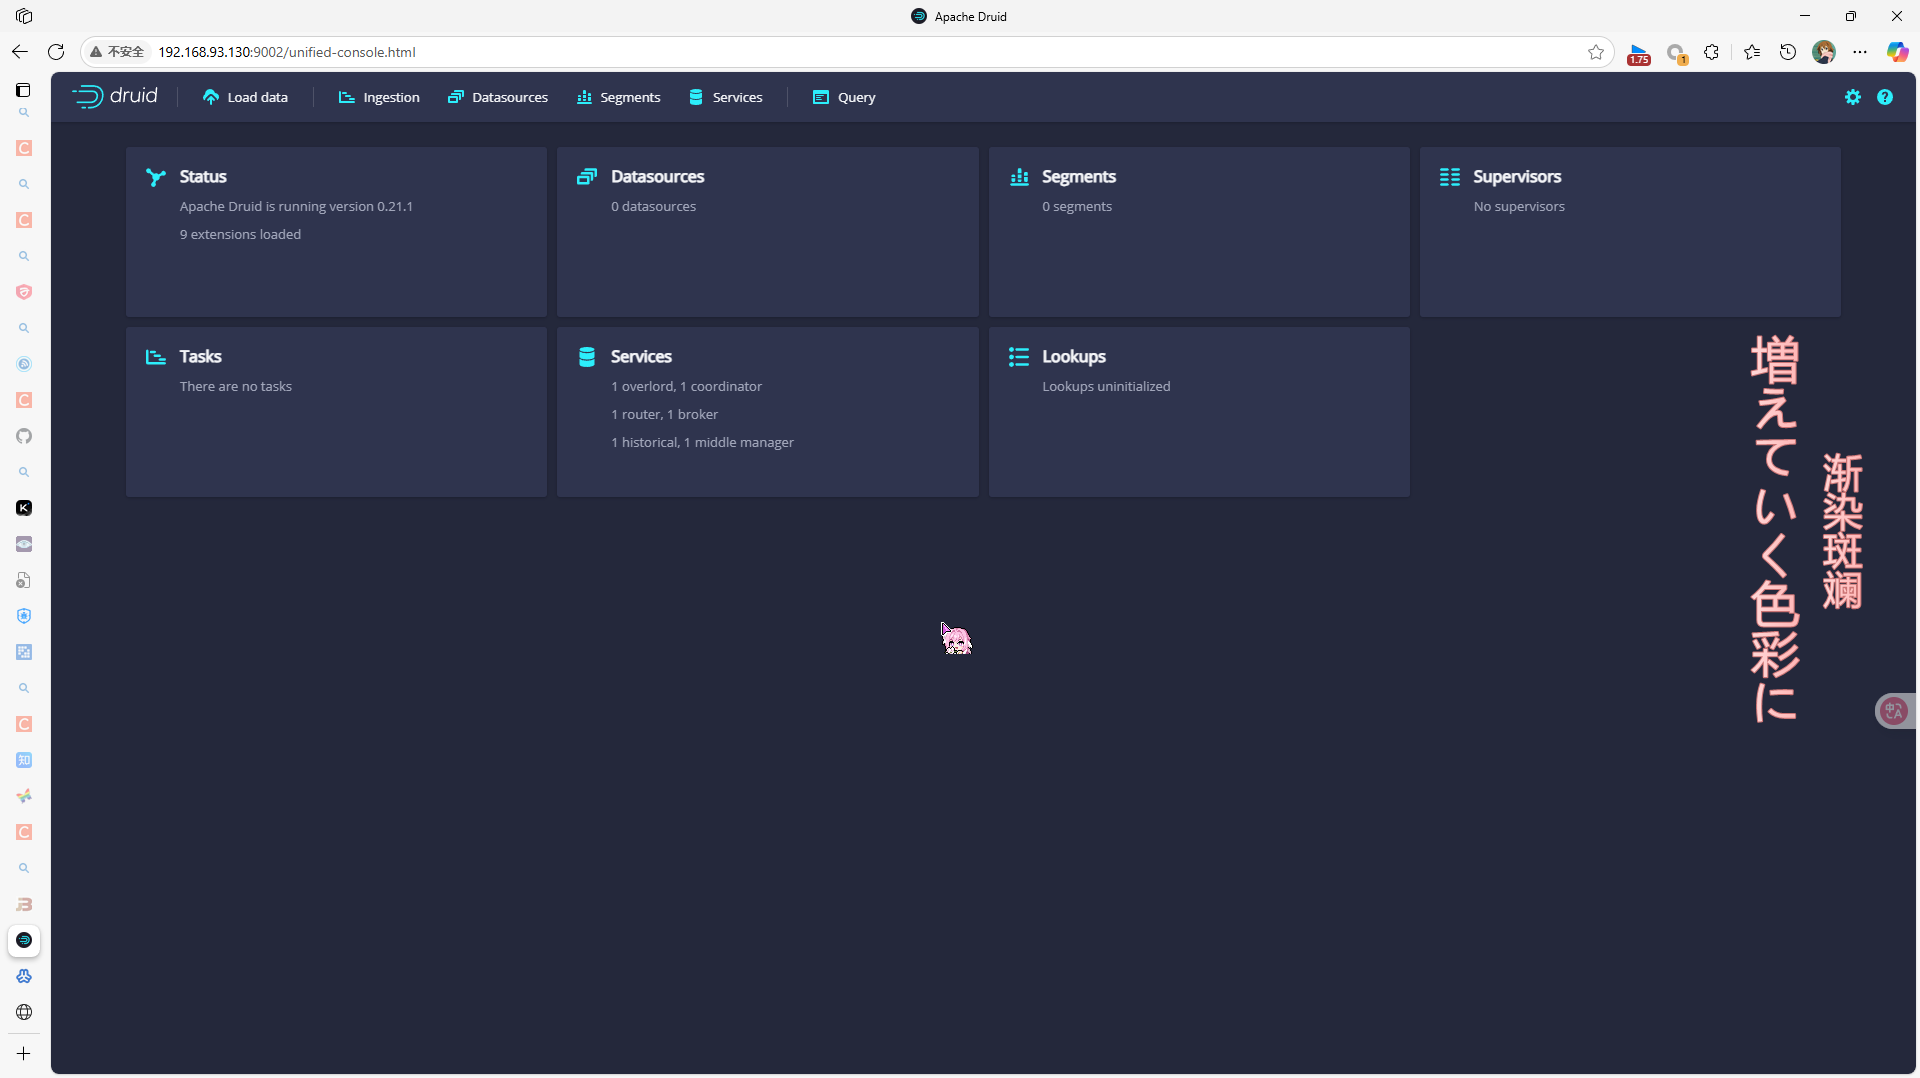 Apache Druid
不安全
192.168.93.130:9002/unified-console.html
1.75
1
druid
Load data
Ingestion
Datasources
Segments
Services
Query
Status
Apache Druid is running version 0.21.1
9 extensions loaded
Datasources
0 datasources
Segments
0 segments
Supervisors
No supervisors
Tasks
There are no tasks
Services
1 overlord, 1 coordinator
1 router, 1 broker
1 historical, 1 middle manager
Lookups
Lookups uninitialized
増えていく色彩に
渐染斑斓